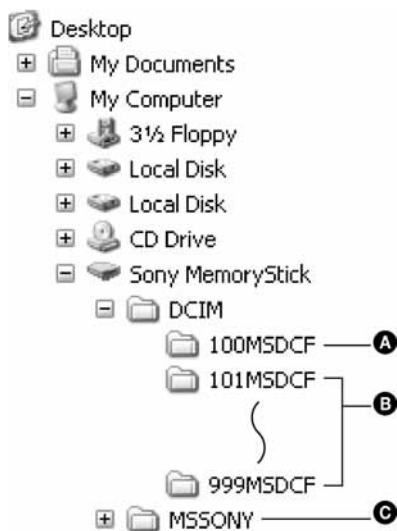 Desktop
My Documents
My Computer
3½ Floppy
Local Disk
Local Disk
CD Drive
Sony MemoryStick
DCIM
100MSDCF A
101MSDCF
B
999MSDCF
MSSONY C